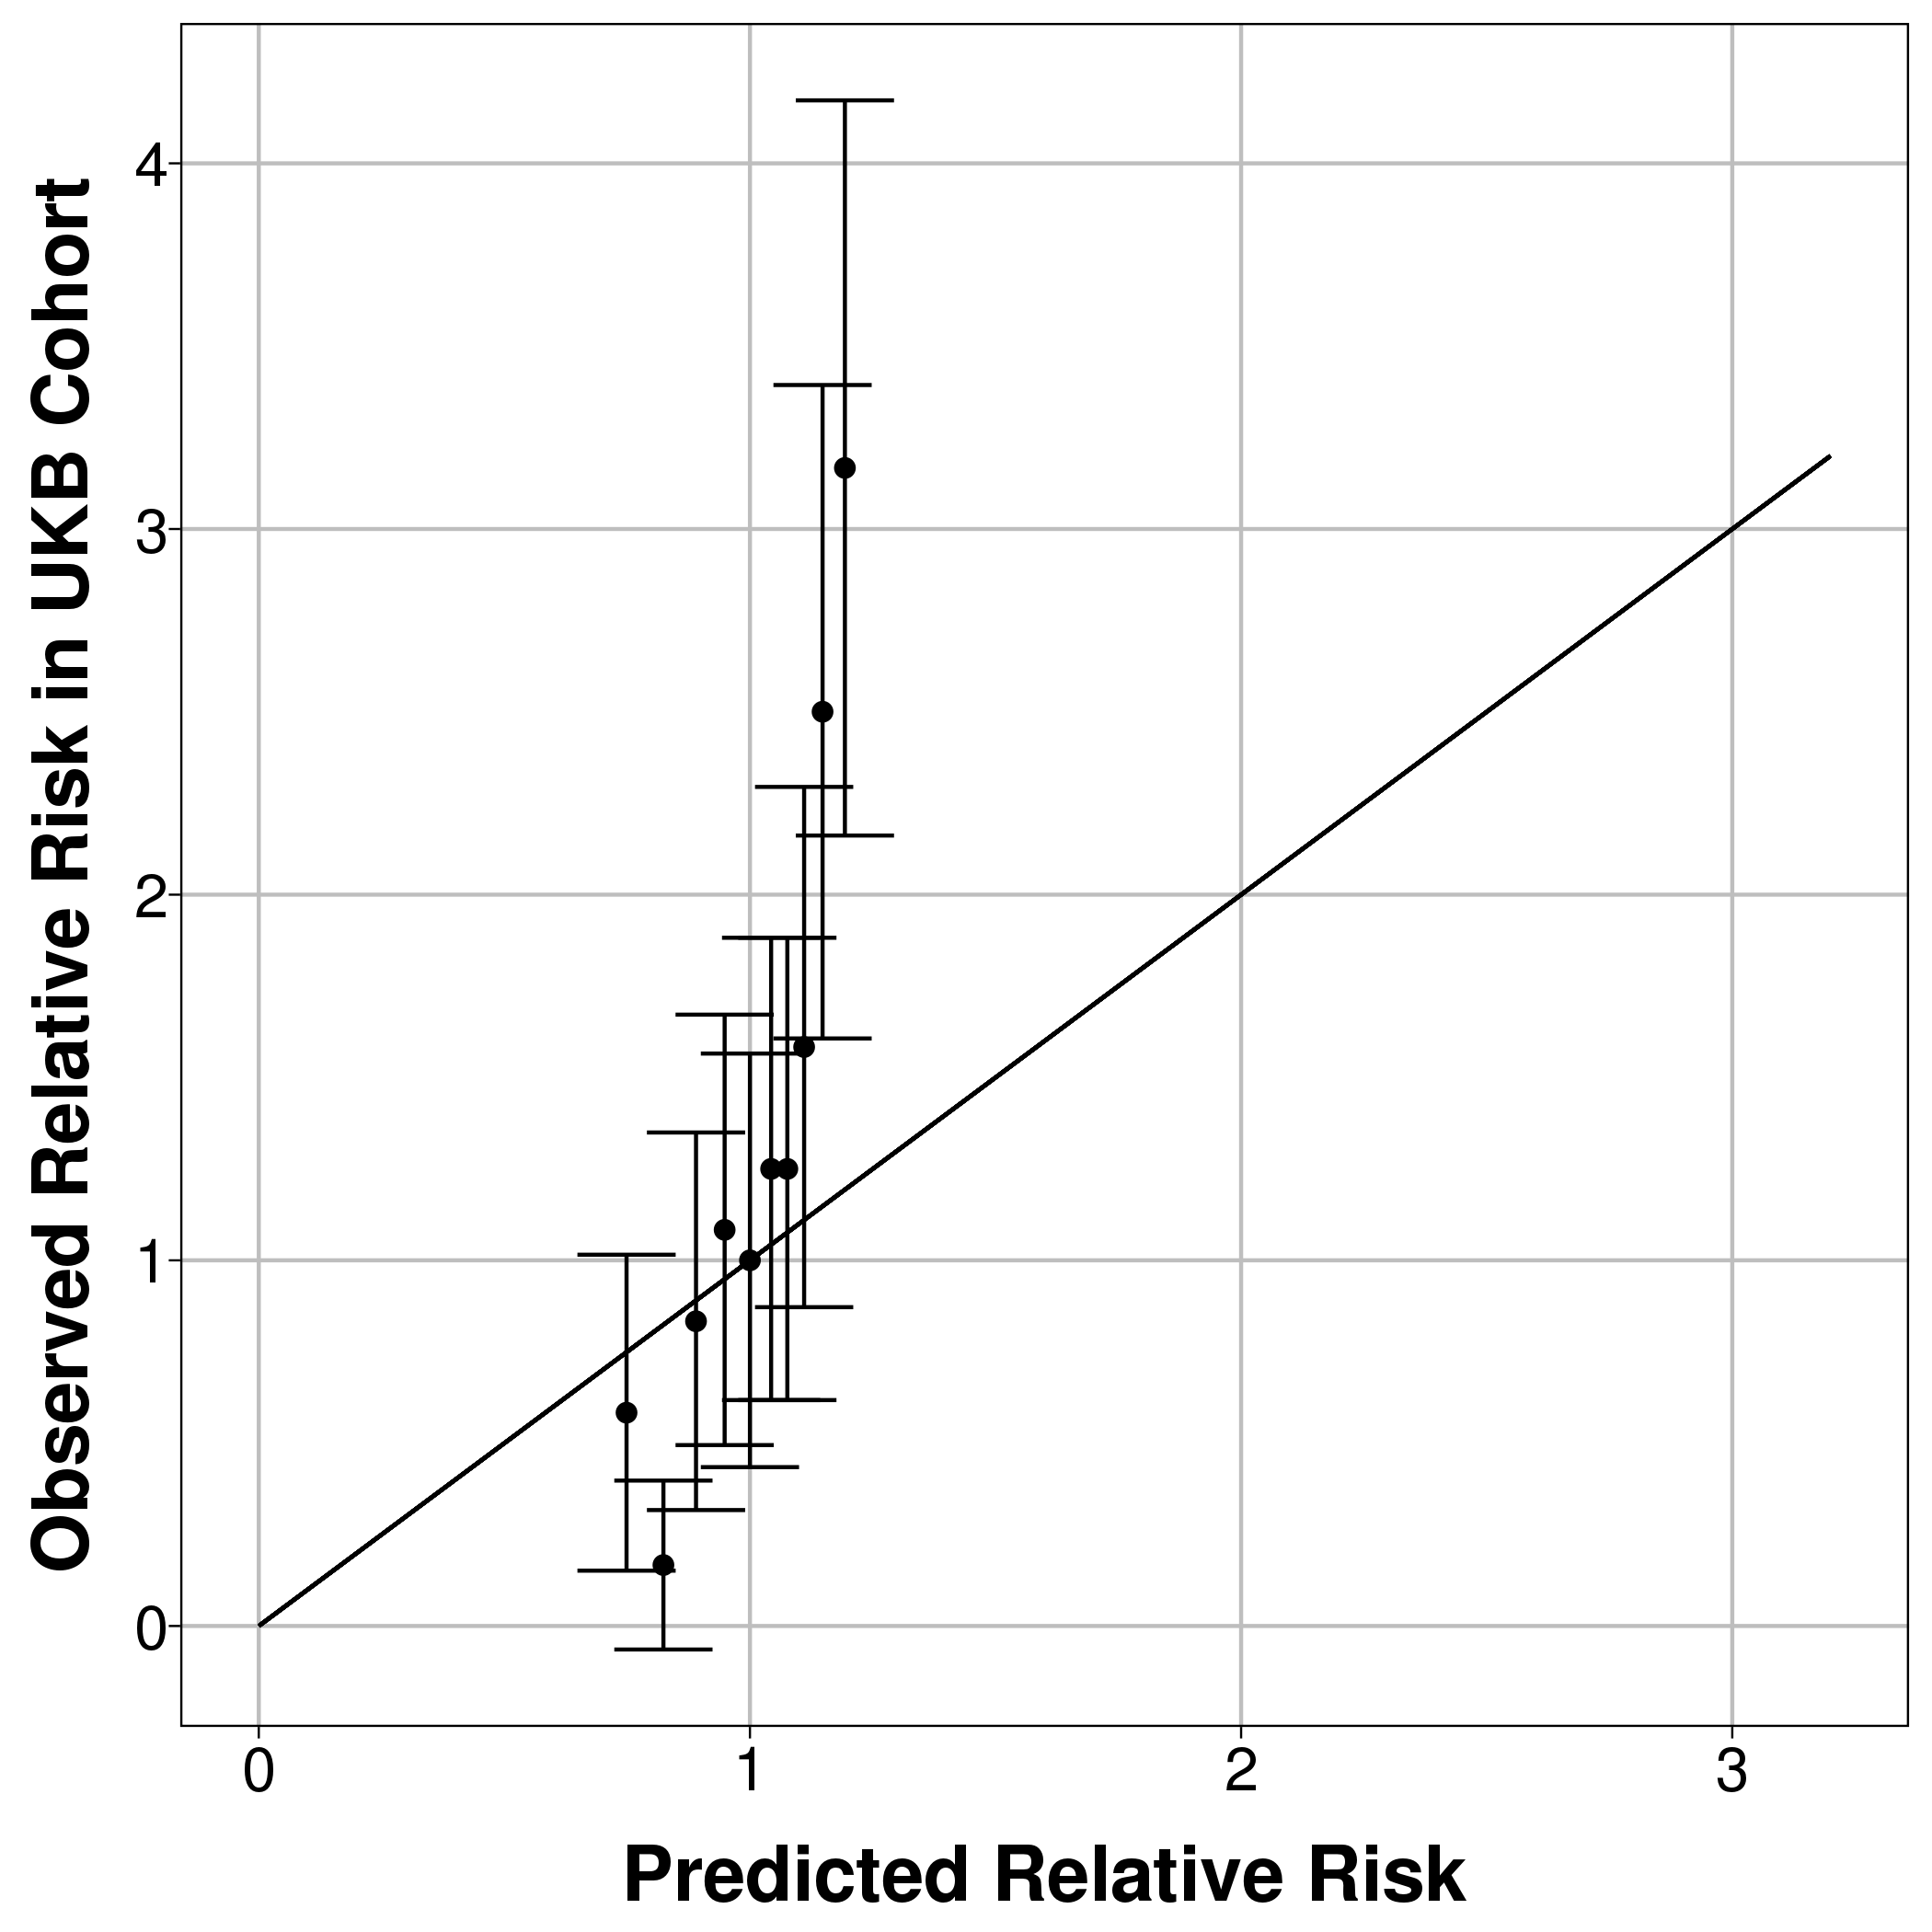 Observed Relative Risk in UKB Cohort
4
3
2
1
0
0 1 2 3
Predicted Relative Risk